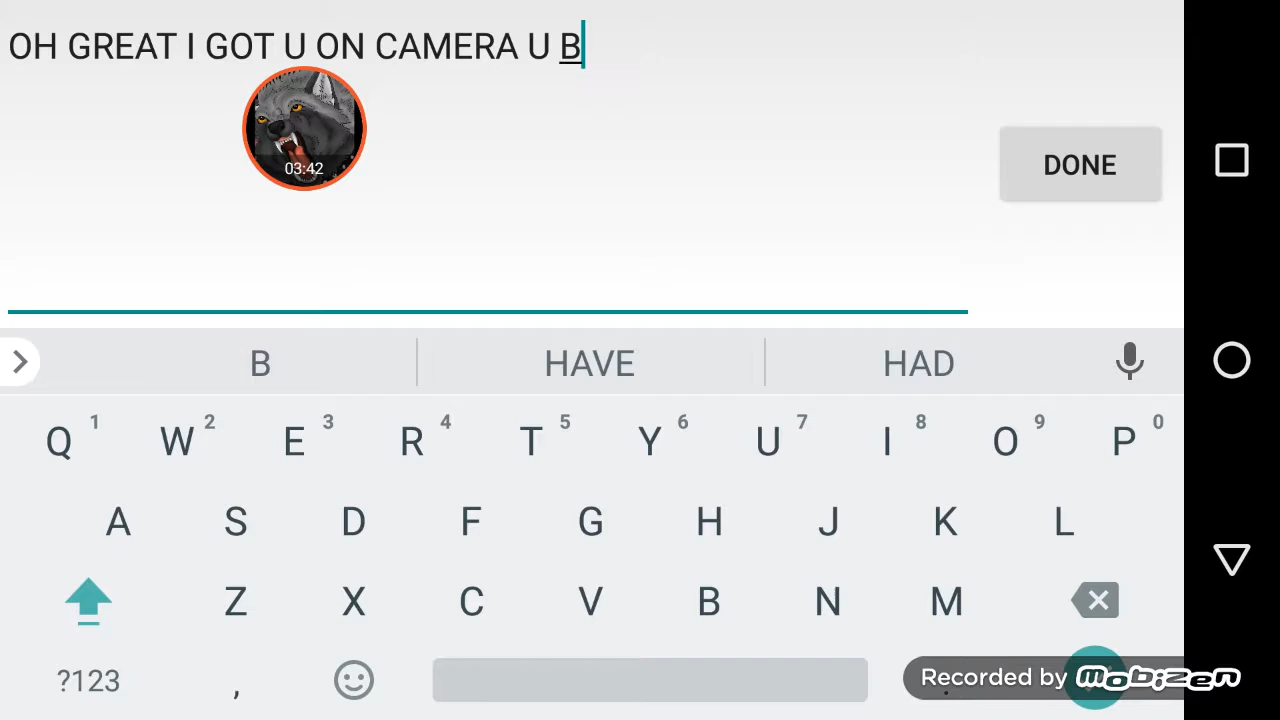 OH GREAT I GOT U ON CAMERA U B
03:42
DONE
B HAVE HAD
Q 1 W 2 E 3 R 4 T 5 Y 6 U 7 I 8 O 9 P 0
A S D F G H J K L
Z X C V B N M
?123 , .
Recorded by mobizen